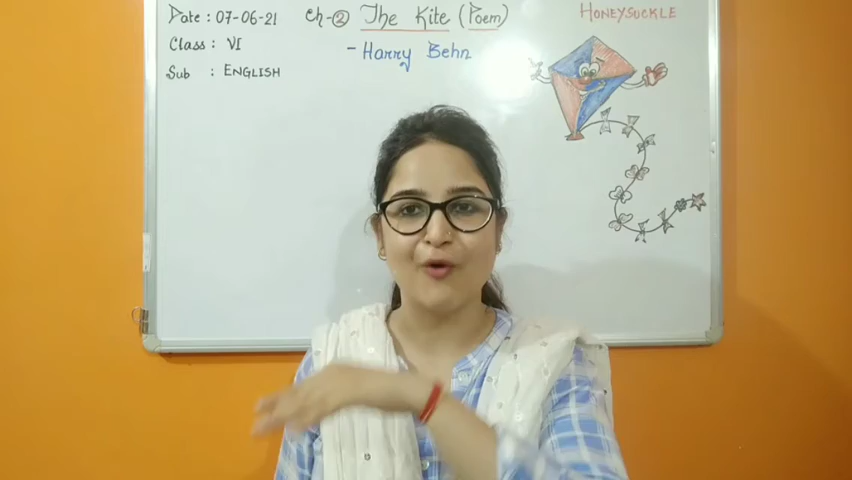 Date : 07-06-21
Ch-② The Kite (Poem)
HONEYSUCKLE
- Harry Behn
Class : VI
Sub : ENGLISH